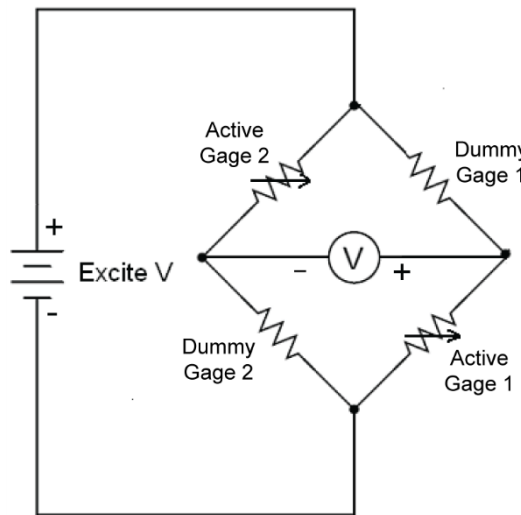 Active
Gage 2
Dummy
Gage 1
+
Excite V
-
- V +
Dummy
Gage 2
Active
Gage 1